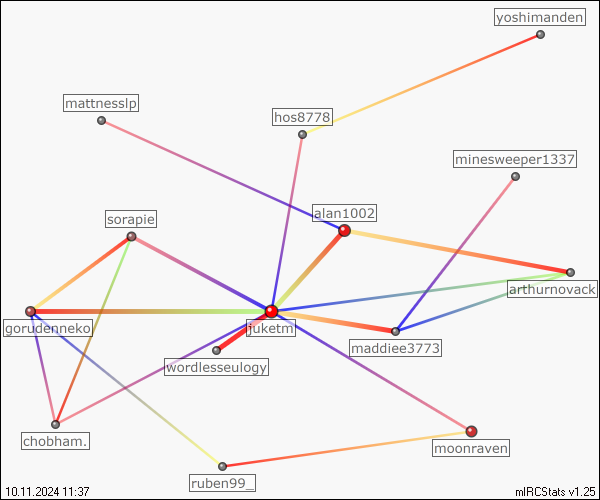 yoshimanden
mattnesslp
hos8778
minesweeper1337
alan1002
sorapie
arthurnovack
gorudenneko
juketm
maddiee3773
wordlesseulogy
chobham.
moonraven
ruben99_
10.11.2024 11:37
mIRCStats v1.25